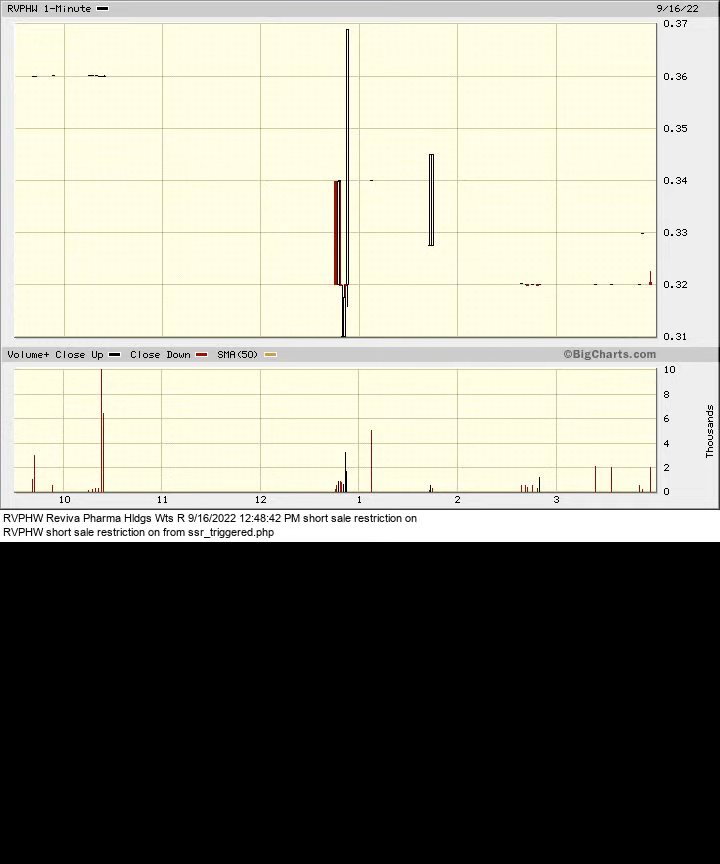 RVPHW 1-Minute 9/16/22
0.37
0.36
0.35
0.34
0.33
0.32
0.31
Volume+ Close Up Close Down SMA(50) ©BigCharts.com
10
8
6
4
2
0
Thousands
10 11 12 1 2 3
RVPHW Reviva Pharma Hldgs Wts R 9/16/2022 12:48:42 PM short sale restriction on
RVPHW short sale restriction on from ssr_triggered.php